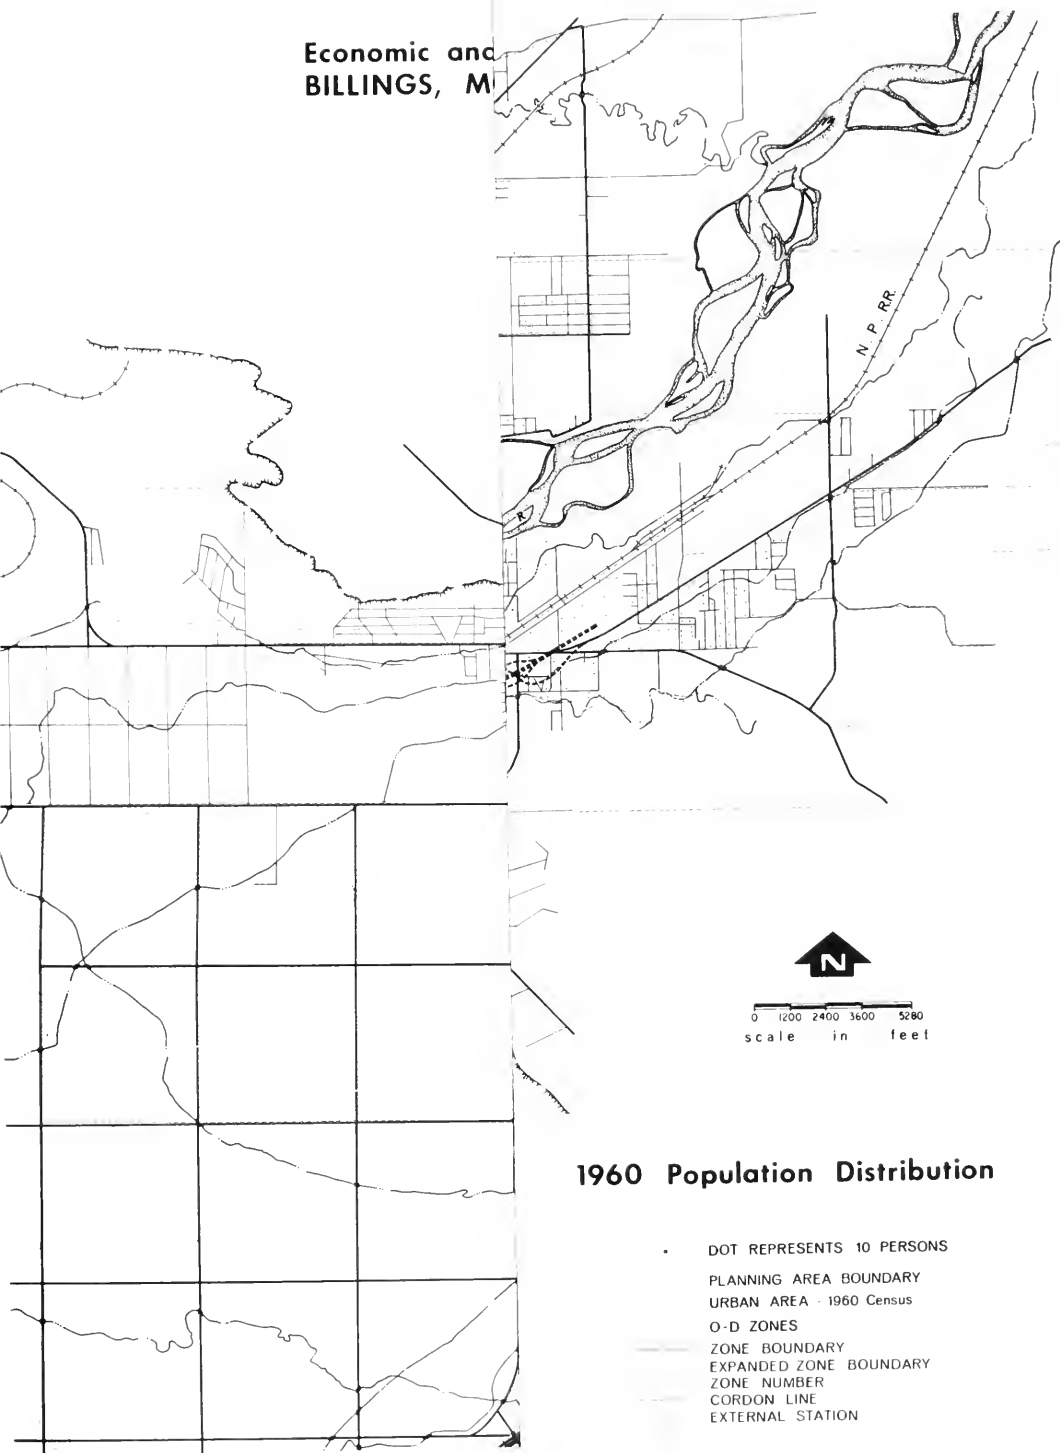 Economic and
BILLINGS, M
N. P. RR.
R.
N
0 1200 2400 3600 5280
scale in feet
1960 Population Distribution
DOT REPRESENTS 10 PERSONS
PLANNING AREA BOUNDARY
URBAN AREA - 1960 Census
O-D ZONES
ZONE BOUNDARY
EXPANDED ZONE BOUNDARY
ZONE NUMBER
CORDON LINE
EXTERNAL STATION